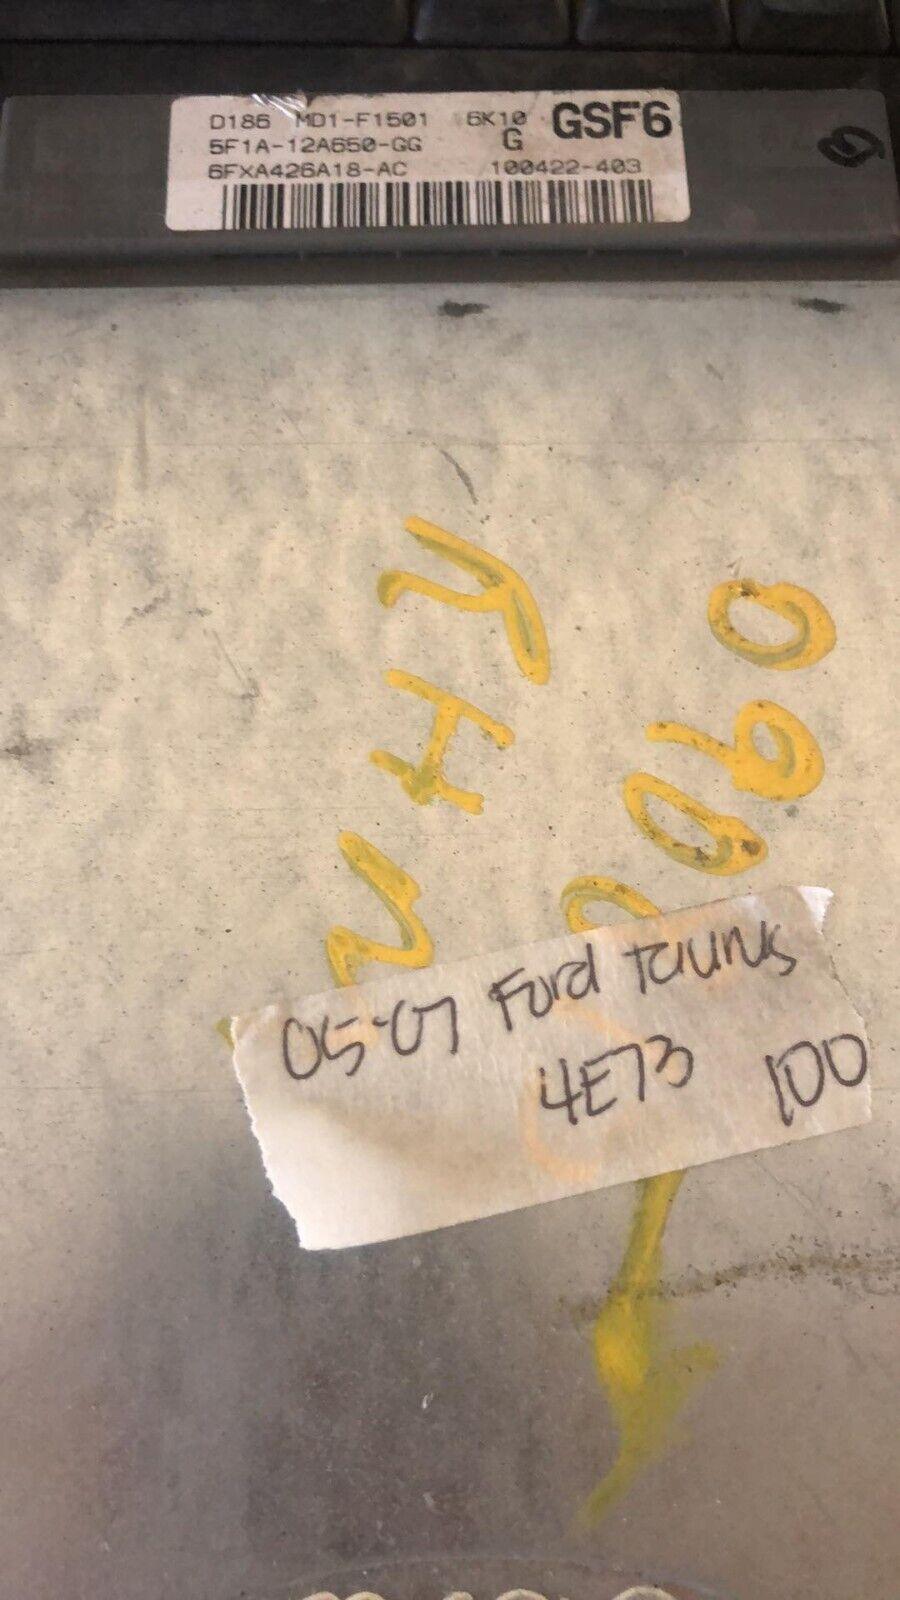 D186 MD1-F1501 6K10 GSF6
5F1A-12A650-GG G
6FXA426A18-AC 100422-403
05-07 Ford Taurus
4E73 100